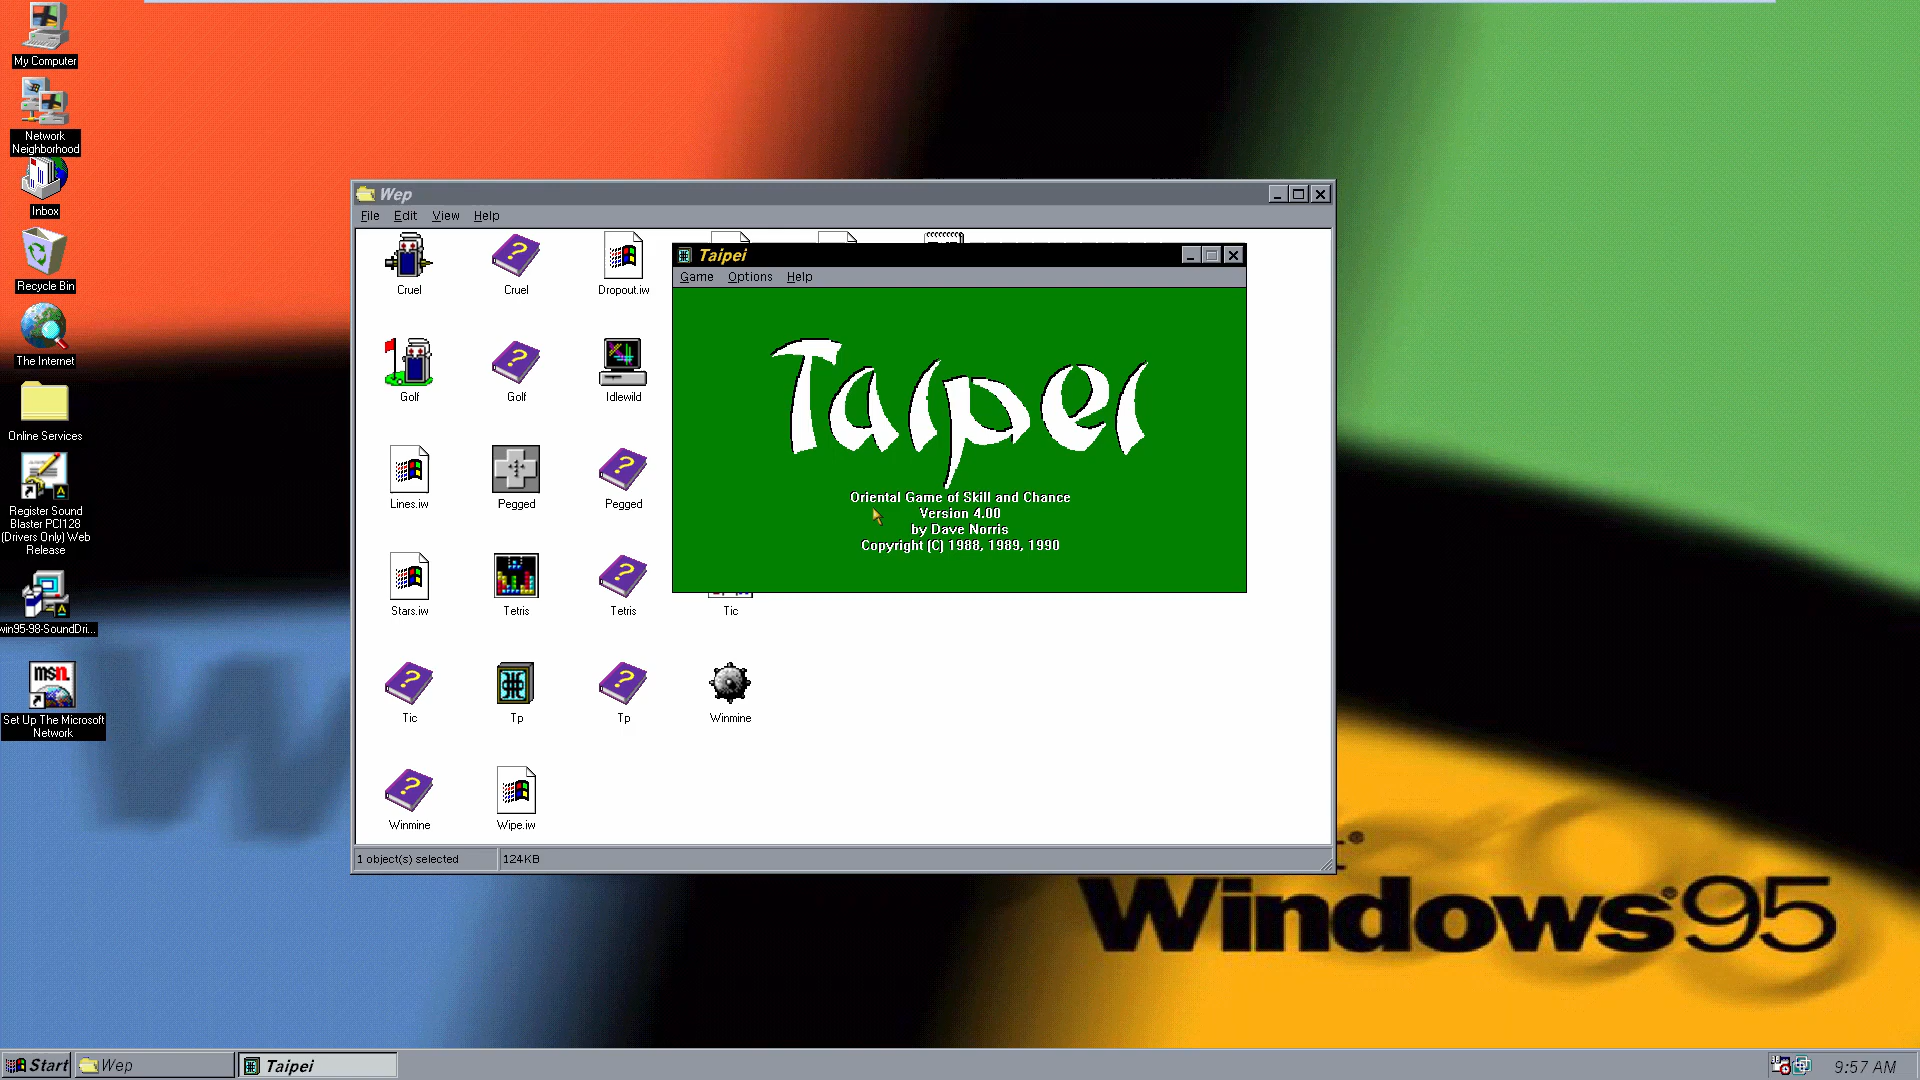 My Computer
Network
Neighborhood
Inbox
Recycle Bin
The Internet
Online Services
Register Sound
Blaster PCI128
(Drivers Only) Web
Release
win95-98-SoundDri...
msn
Set Up The Microsoft
Network
Wep
File Edit View Help
Cruel
Cruel
Dropout.iw
Golf
Golf
Idlewild
Lines.iw
Pegged
Pegged
Stars.iw
Tetris
Tetris
Tic
Tic
Tp
Tp
Winmine
Winmine
Wipe.iw
1 object(s) selected
124KB
Taipei
Game Options Help
Taipei
Oriental Game of Skill and Chance
Version 4.00
by Dave Norris
Copyright (C) 1988, 1989, 1990
Windows®95
Start
Wep
Taipei
9:57 AM